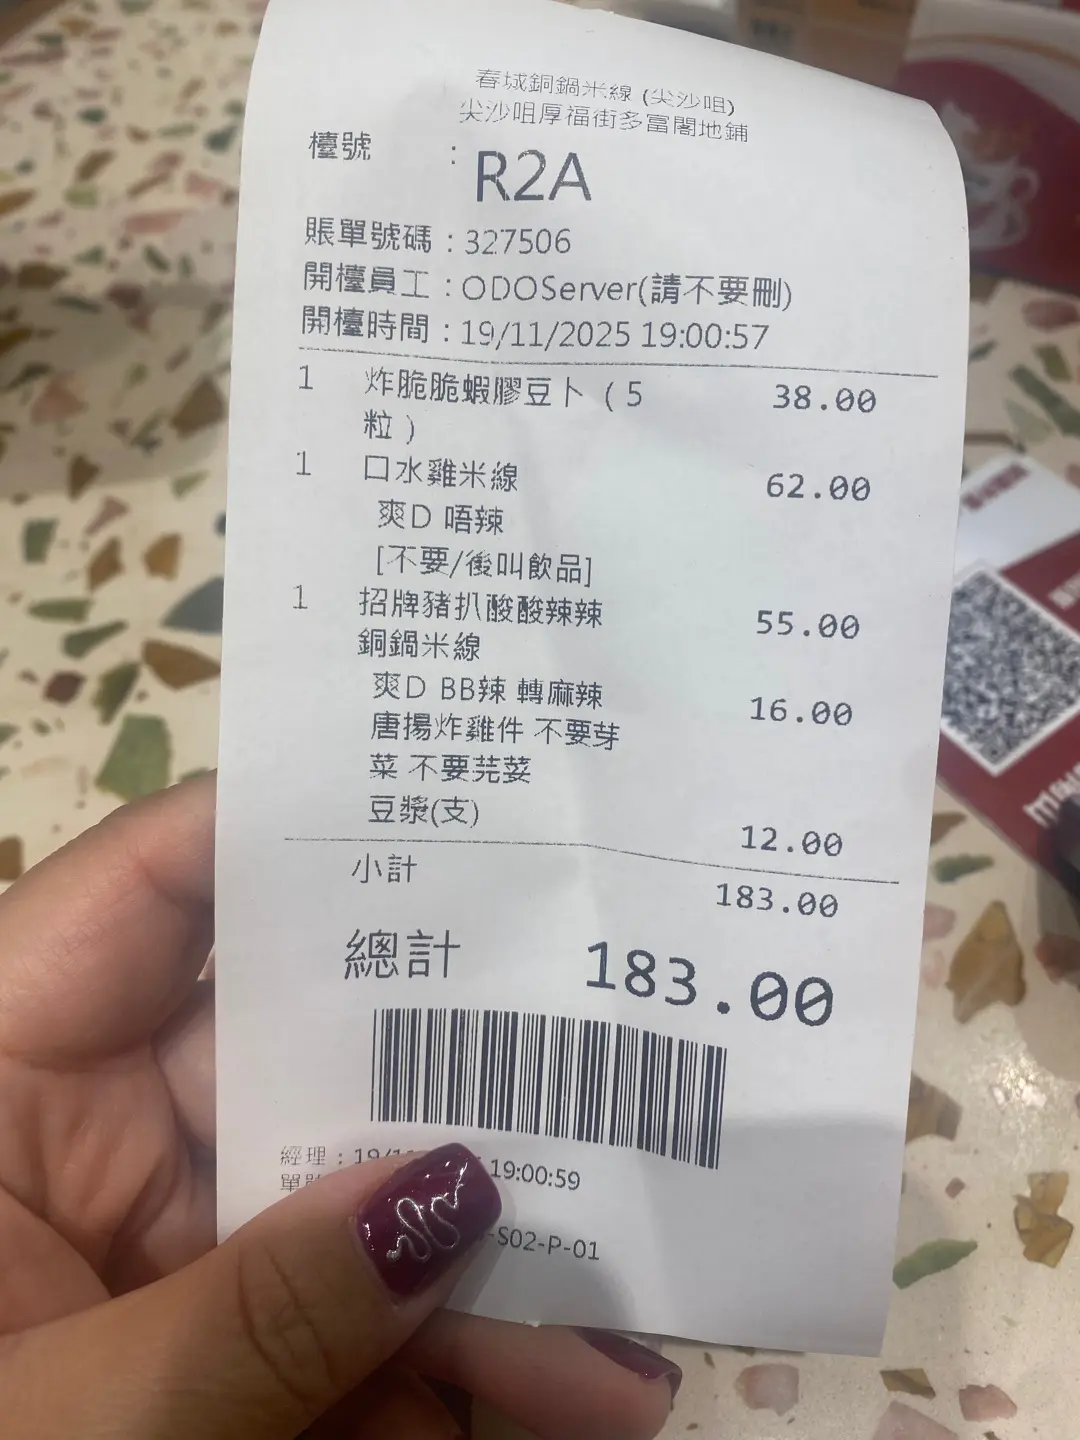 春城銅鍋米線 (尖沙咀)
尖沙咀厚福街多富閣地鋪
檯號 : R2A
賬單號碼 : 327506
開檯員工 : ODOServer(請不要刪)
開檯時間 : 19/11/2025 19:00:57
1 炸脆脆蝦膠豆卜 ( 5 38.00
粒 )
1 口水雞米線 62.00
爽D 唔辣
[不要/後叫飲品]
1 招牌豬扒酸酸辣辣 55.00
銅鍋米線
爽D BB辣 轉麻辣 16.00
唐揚炸雞件 不要芽
菜 不要芫荽
豆漿(支) 12.00
小計 183.00
總計 183.00
經理 : 19/1 19:00:59
單
-S02-P-01